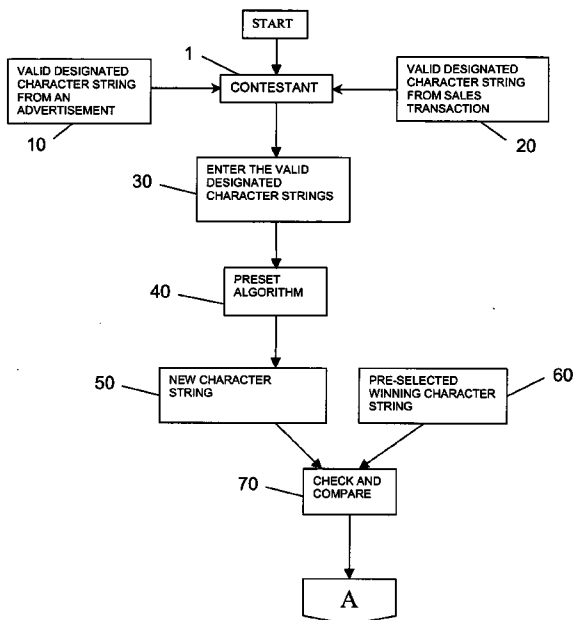 START
1
VALID DESIGNATED
CHARACTER STRING
FROM AN
ADVERTISEMENT
CONTESTANT
VALID DESIGNATED
CHARACTER STRING
FROM SALES
TRANSACTION
10
20
30
ENTER THE VALID
DESIGNATED
CHARACTER STRINGS
40
PRESET
ALGORITHM
50
NEW CHARACTER
STRING
PRE-SELECTED
WINNING CHARACTER
STRING
60
70
CHECK AND
COMPARE
A